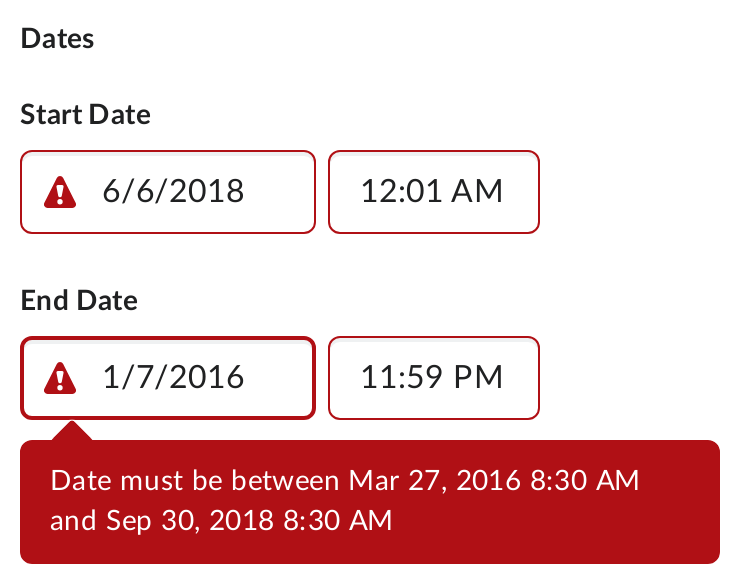 Dates
Start Date
6/6/2018 12:01 AM
End Date
1/7/2016 11:59 PM
Date must be between Mar 27, 2016 8:30 AM
and Sep 30, 2018 8:30 AM